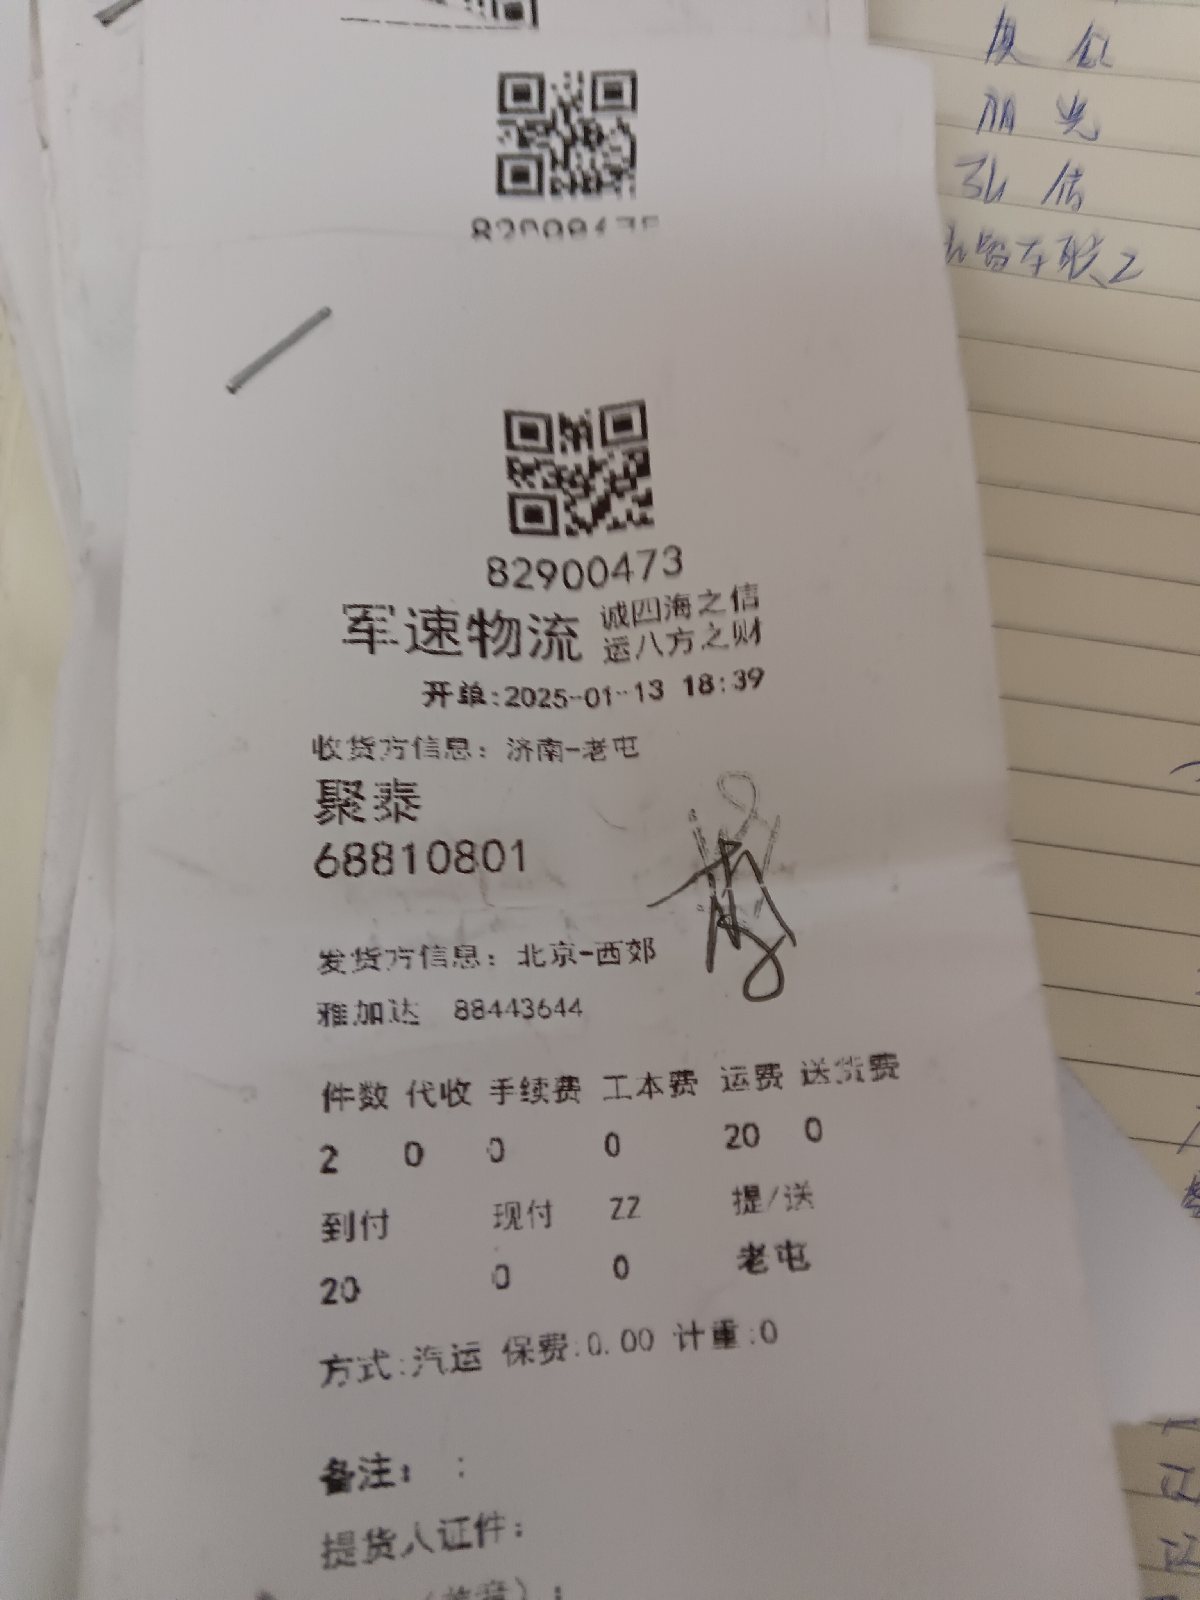 82900473
军速物流 诚四海之信
运八方之财
开单:2025-01-13 18:39
收货方信息: 济南-老屯
聚泰
68810801
发货方信息: 北京-西郊
雅加达 88443644
件数 代收 手续费 工本费 运费 送货费
2 0 0 0 20 0
到付 现付 ZZ 提/送
20 0 0 老屯
方式:汽运 保费:0.00 计重:0
备注: :
提货人证件: